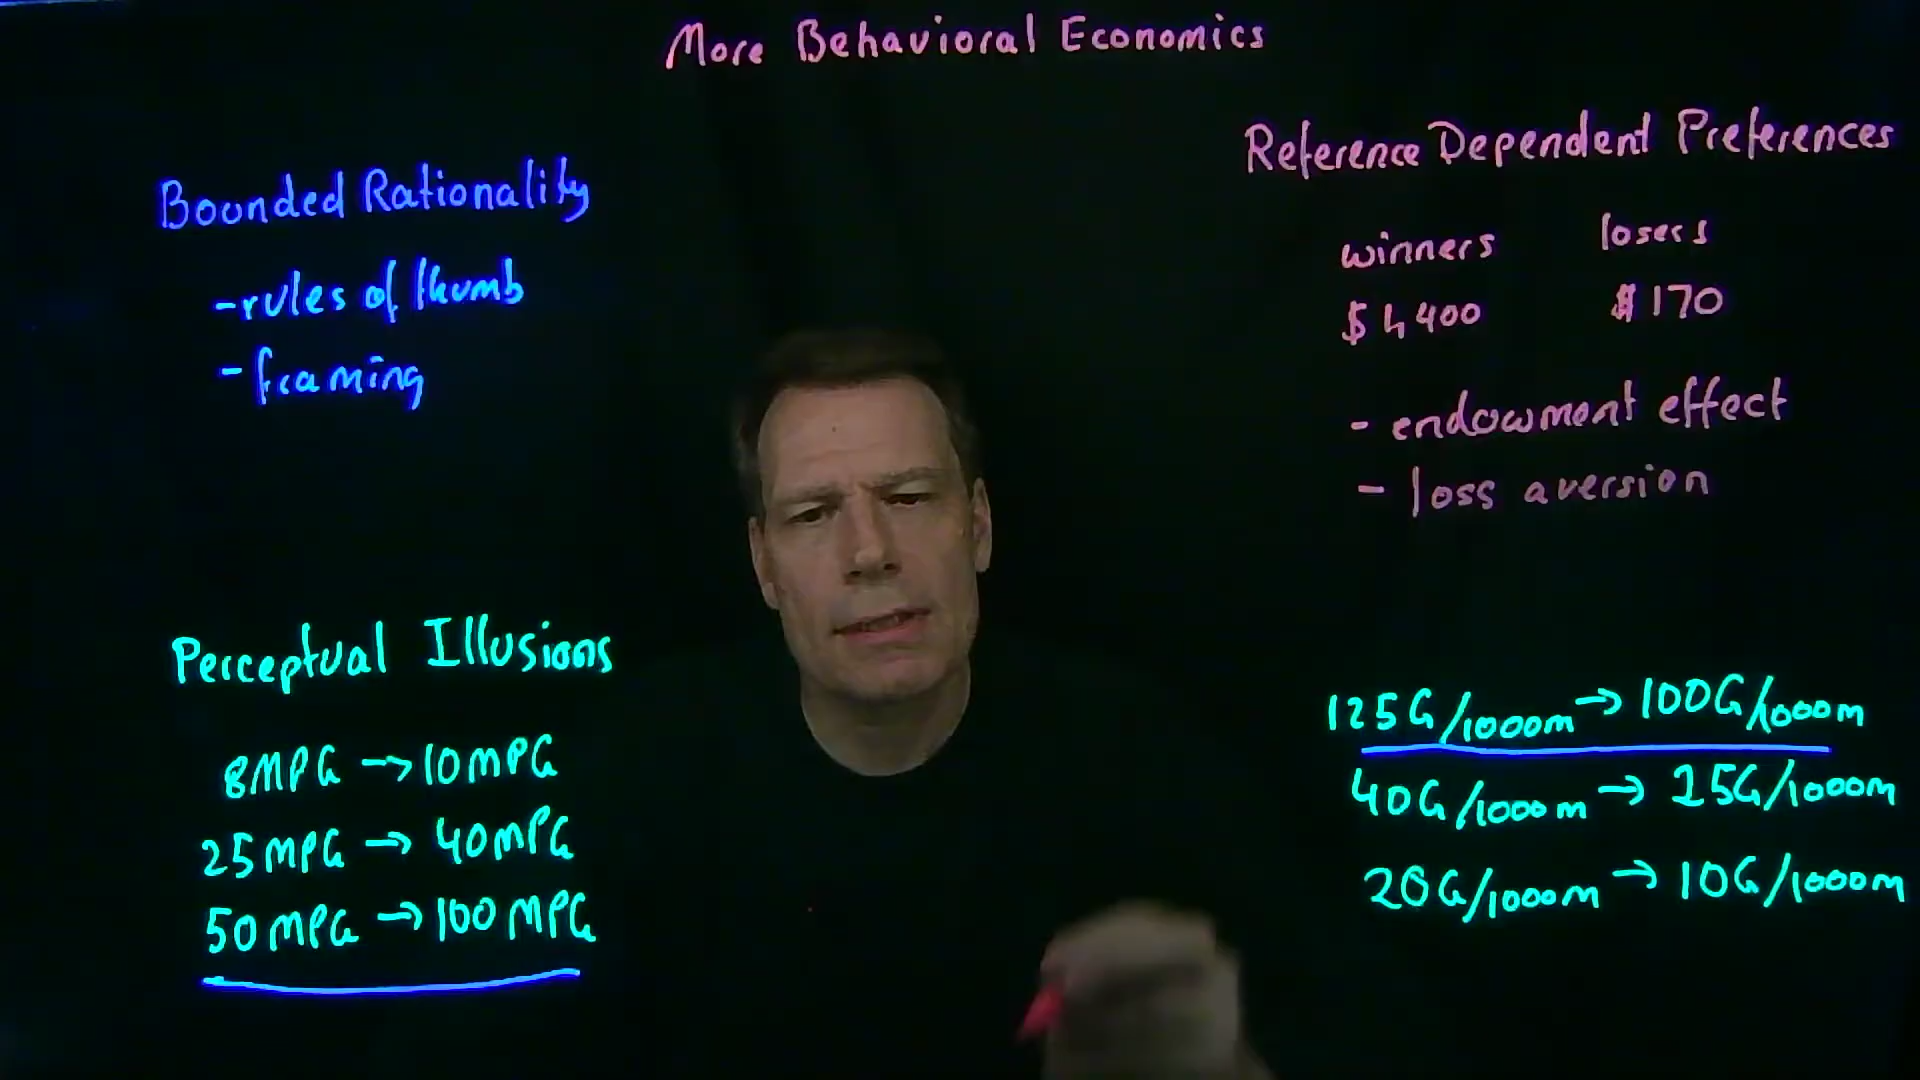 More Behavioral Economics
Bounded Rationality
- rules of thumb
- framing
Reference Dependent Preferences
winners losers
$1,400 $170
- endowment effect
- loss aversion
Perceptual Illusions
8MPG → 10MPG
25MPG → 40MPG
50MPG → 100MPG
125G/1000m → 100G/1000m
40G/1000m → 25G/1000m
20G/1000m → 10G/1000m